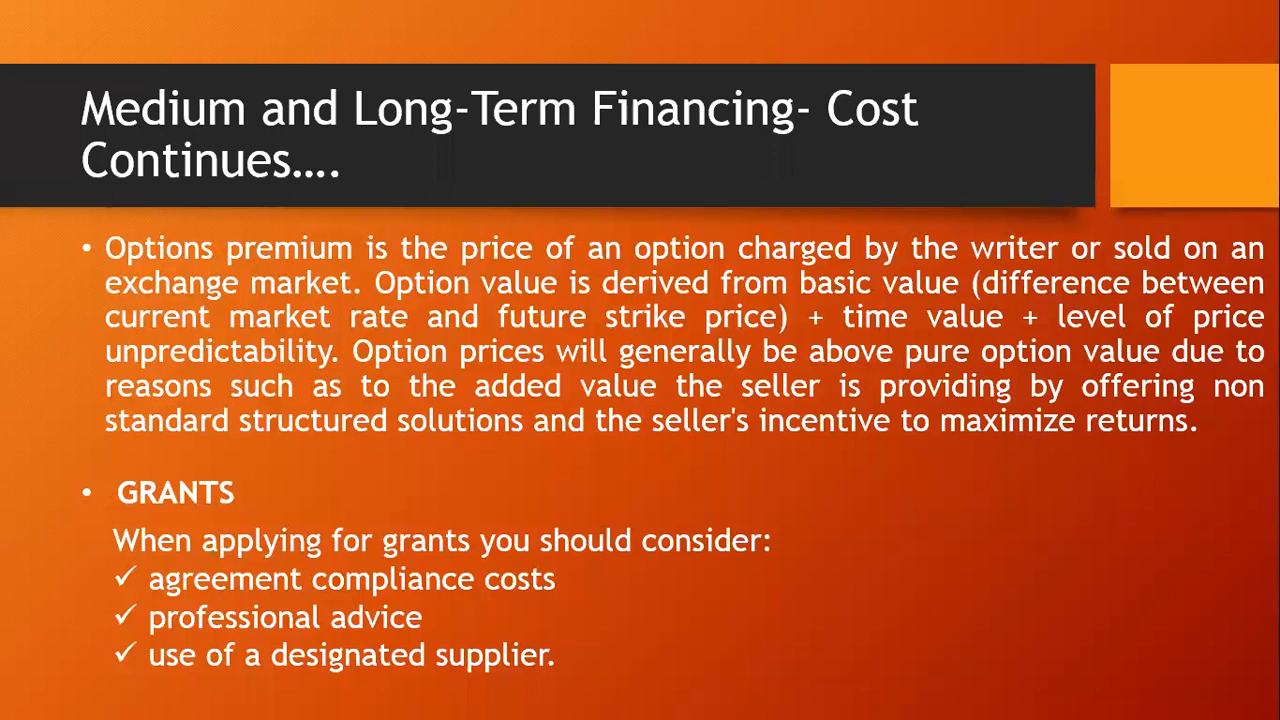 Medium and Long-Term Financing- Cost
Continues….
• Options premium is the price of an option charged by the writer or sold on an
exchange market. Option value is derived from basic value (difference between
current market rate and future strike price) + time value + level of price
unpredictability. Option prices will generally be above pure option value due to
reasons such as to the added value the seller is providing by offering non
standard structured solutions and the seller's incentive to maximize returns.
• GRANTS
When applying for grants you should consider:
✓ agreement compliance costs
✓ professional advice
✓ use of a designated supplier.